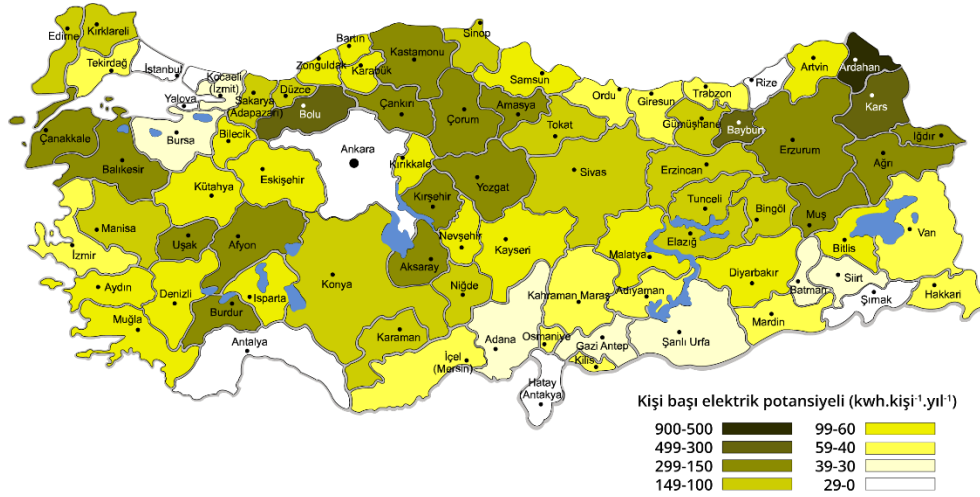 Edirne
Kırklareli
Tekirdağ
İstanbul
Kocaeli
(İzmit)
Yalova
Sakarya
(Adapazarı)
Düzce
Zonguldak
Bartın
Karabük
Kastamonu
Sinop
Samsun
Ordu
Giresun
Trabzon
Rize
Artvin
Ardahan
Kars
Iğdır
Çanakkale
Balıkesir
Bursa
Bilecik
Bolu
Çankırı
Çorum
Amasya
Tokat
Gümüşhane
Bayburt
Erzurum
Ağrı
Ankara
Kırıkkale
Eskişehir
Kütahya
Kırşehir
Yozgat
Sivas
Erzincan
Tunceli
Bingöl
Muş
Manisa
Uşak
Afyon
Nevşehir
Kayseri
Malatya
Elazığ
Bitlis
Van
İzmir
Aydın
Denizli
Isparta
Konya
Aksaray
Niğde
Kahraman Maraş
Adıyaman
Diyarbakır
Batman
Siirt
Şırnak
Hakkari
Muğla
Burdur
Antalya
Karaman
İçel
(Mersin)
Adana
Osmaniye
Gazi Antep
Kilis
Şanlı Urfa
Mardin
Hatay
(Antakya)
Kişi başı elektrik potansiyeli (kwh.kişi⁻¹.yıl⁻¹)
900-500
99-60
499-300
59-40
299-150
39-30
149-100
29-0